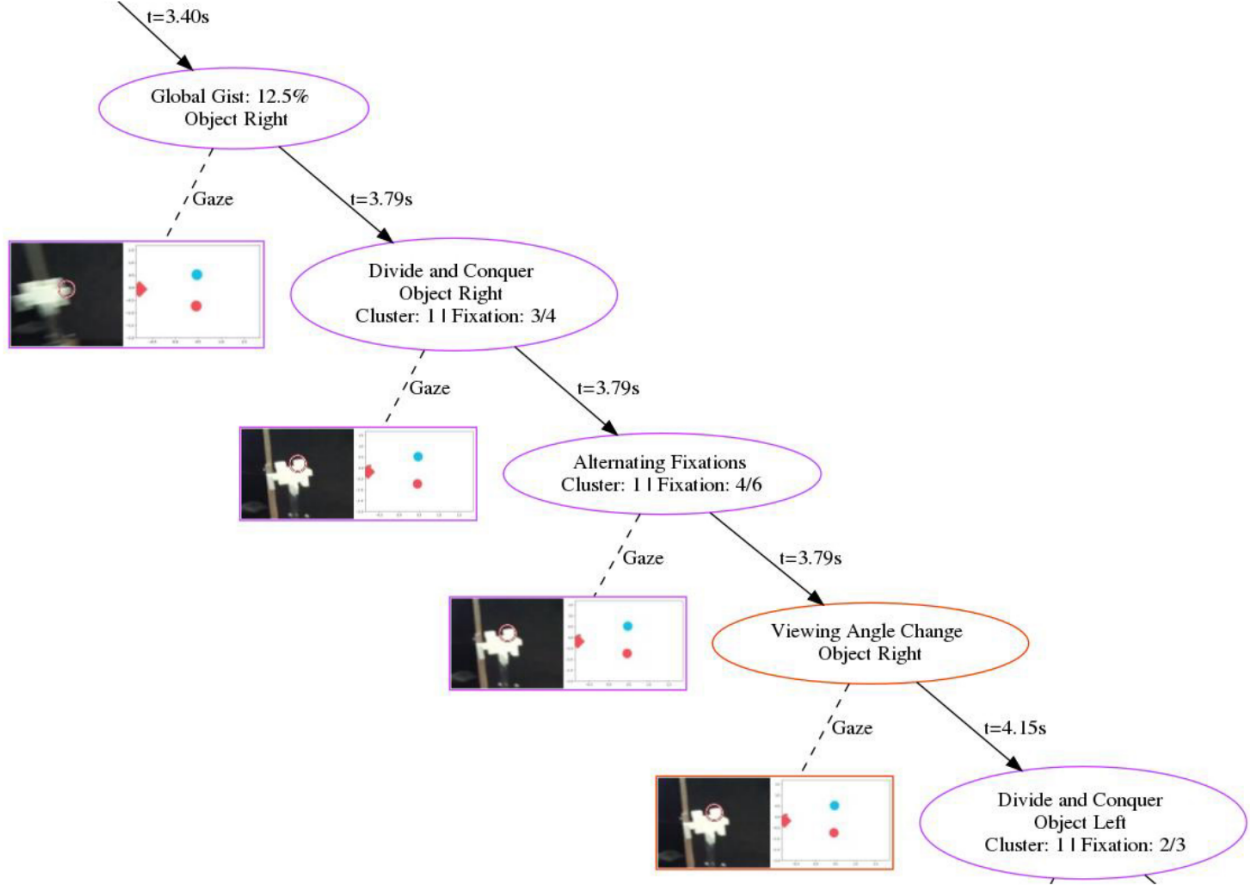 t=3.40s
Global Gist: 12.5%
Object Right
Gaze
t=3.79s
Divide and Conquer
Object Right
Cluster: 1 | Fixation: 3/4
Gaze
t=3.79s
Alternating Fixations
Cluster: 1 | Fixation: 4/6
Gaze
t=3.79s
Viewing Angle Change
Object Right
Gaze
t=4.15s
Divide and Conquer
Object Left
Cluster: 1 | Fixation: 2/3